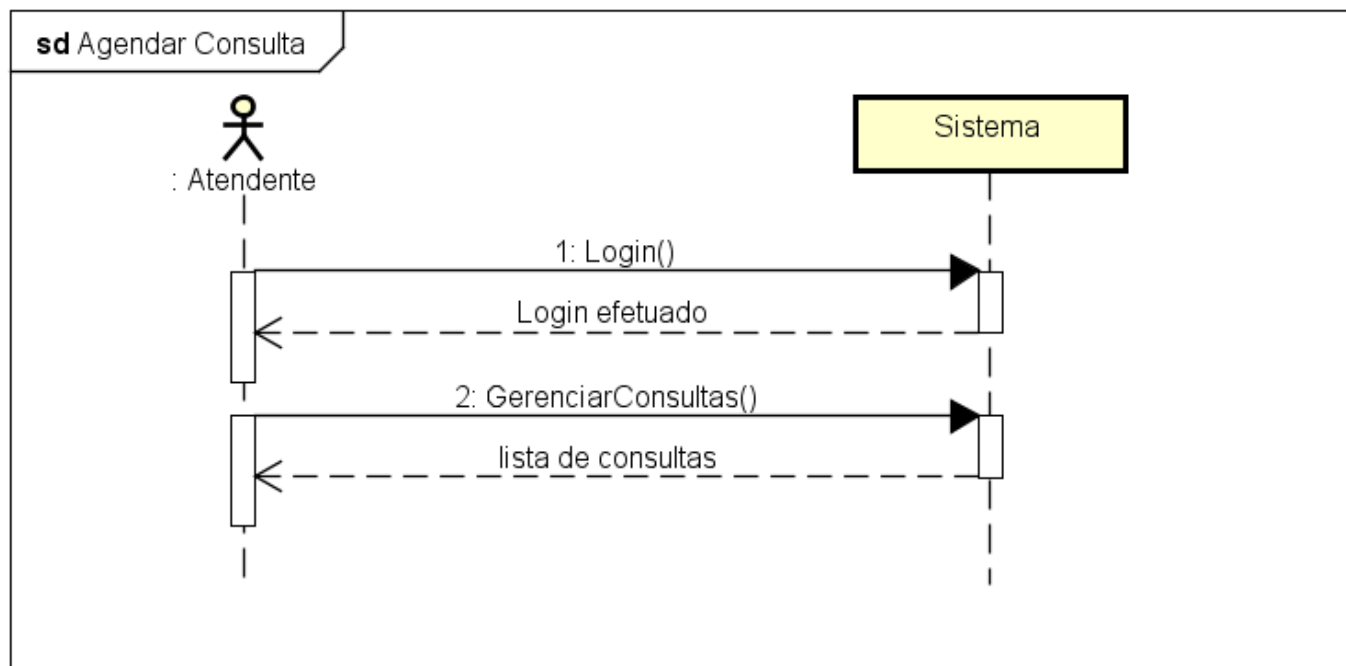 sd Agendar Consulta
: Atendente
Sistema
1: Login()
Login efetuado
2: GerenciarConsultas()
lista de consultas